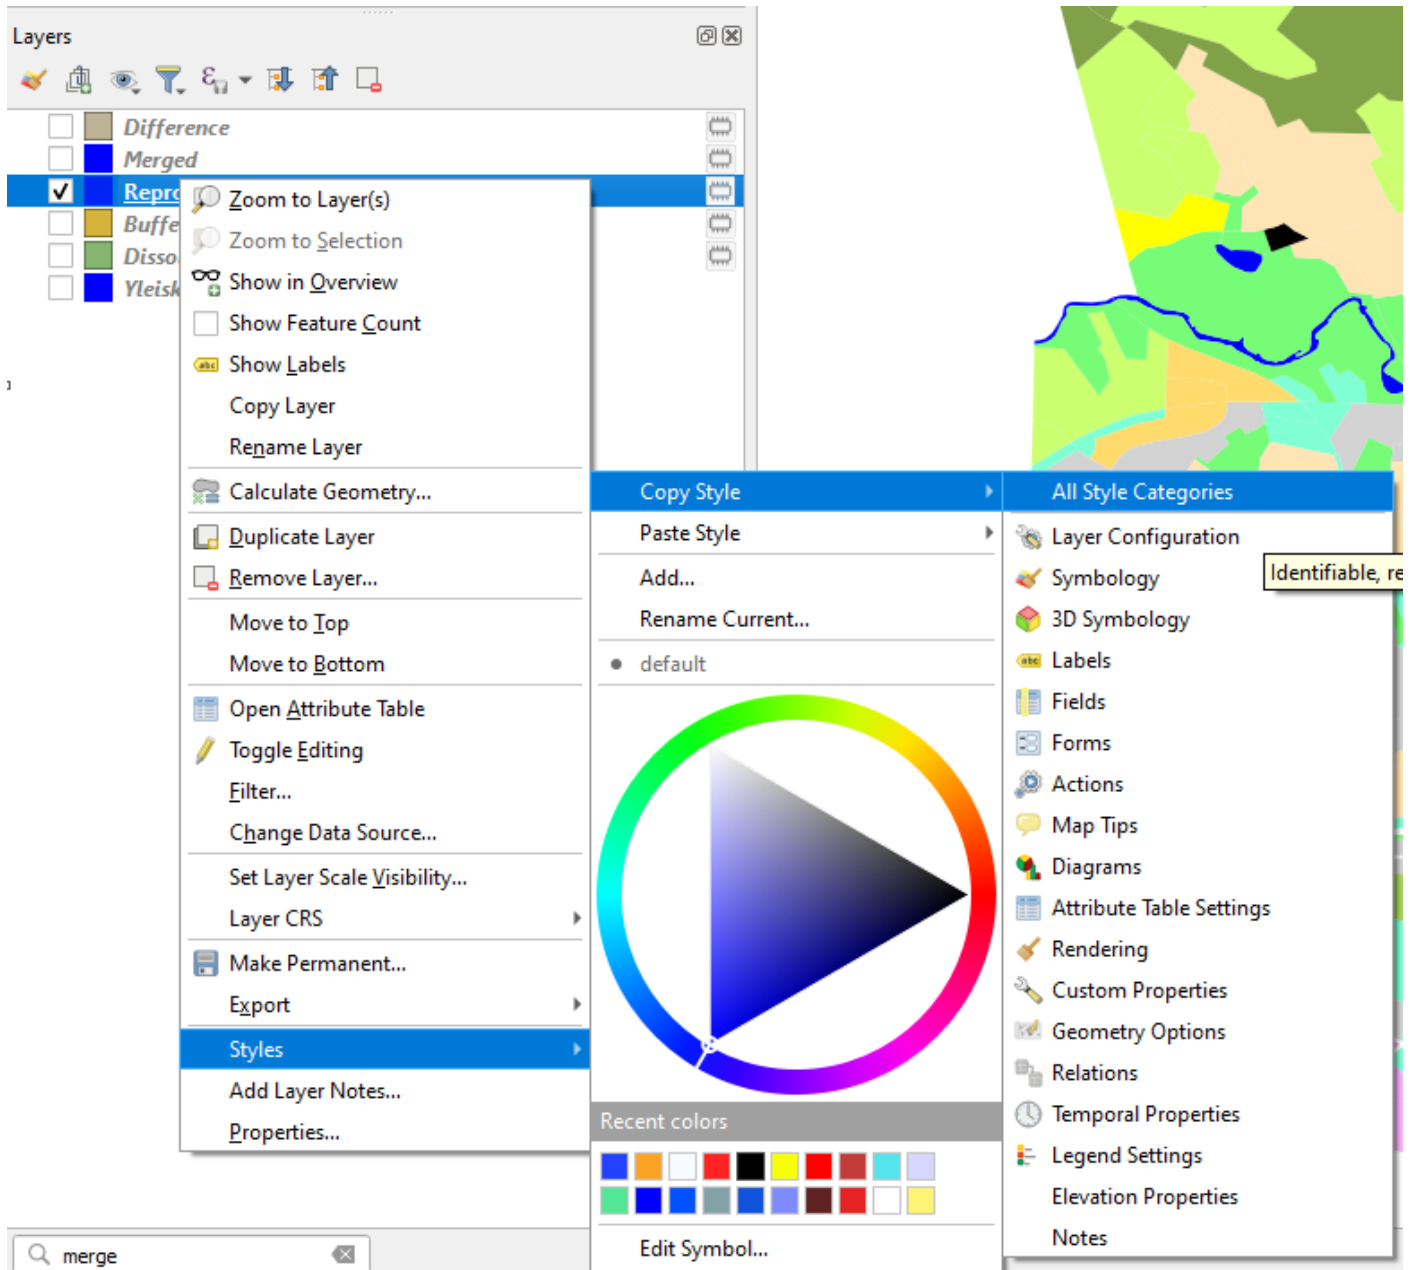 Layers
Difference
Merged
Repro
Buffe
Disso
Yleisk
Zoom to Layer(s)
Zoom to Selection
Show in Overview
Show Feature Count
abc Show Labels
Copy Layer
Rename Layer
Calculate Geometry...
Duplicate Layer
Remove Layer...
Move to Top
Move to Bottom
Open Attribute Table
Toggle Editing
Filter...
Change Data Source...
Set Layer Scale Visibility...
Layer CRS
Make Permanent...
Export
Styles
Add Layer Notes...
Properties...
Copy Style
Paste Style
Add...
Rename Current...
default
Recent colors
Edit Symbol...
All Style Categories
Layer Configuration
Identifiable, re
Symbology
3D Symbology
abc Labels
Fields
Forms
Actions
Map Tips
Diagrams
Attribute Table Settings
Rendering
Custom Properties
Geometry Options
Relations
Temporal Properties
Legend Settings
Elevation Properties
Notes
merge